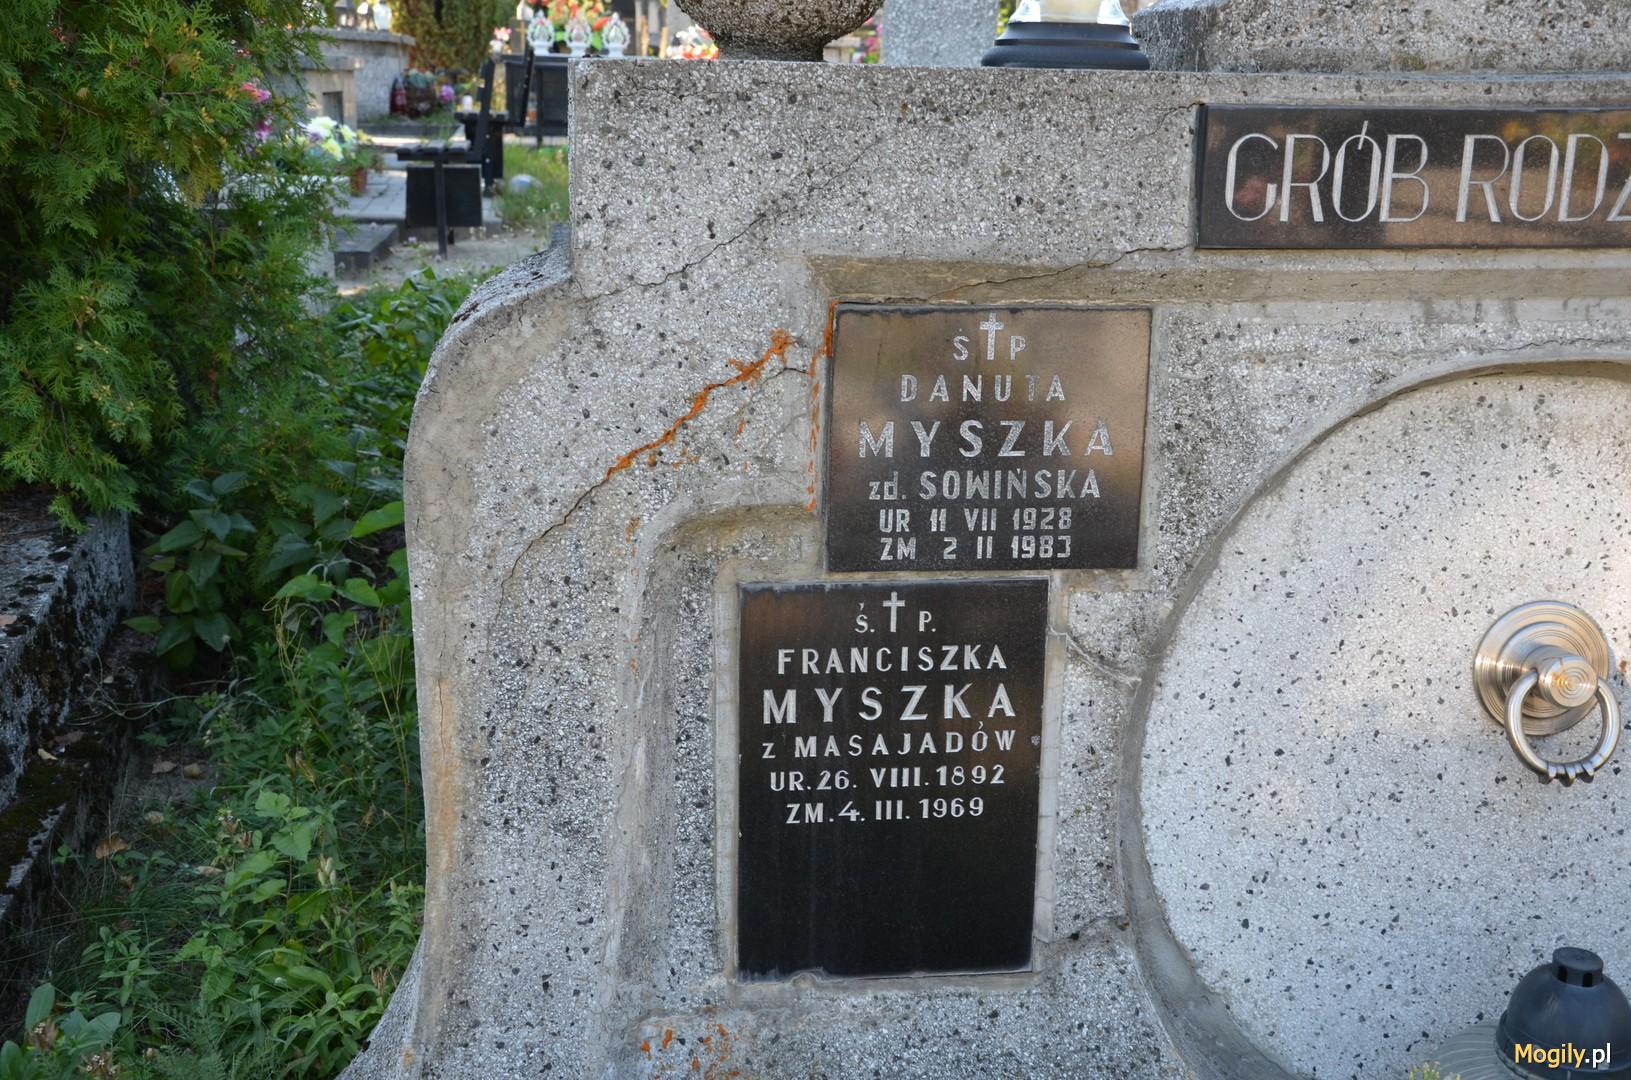 GRÓB RODZ
Ś P
DANUTA
MYSZKA
zd. SOWIŃSKA
UR 11 VII 1928
ZM 2 II 1983
Ś. P.
FRANCISZKA
MYSZKA
z MASAJADÓW
UR. 26. VIII. 1892
ZM. 4. III. 1969
Mogily.pl